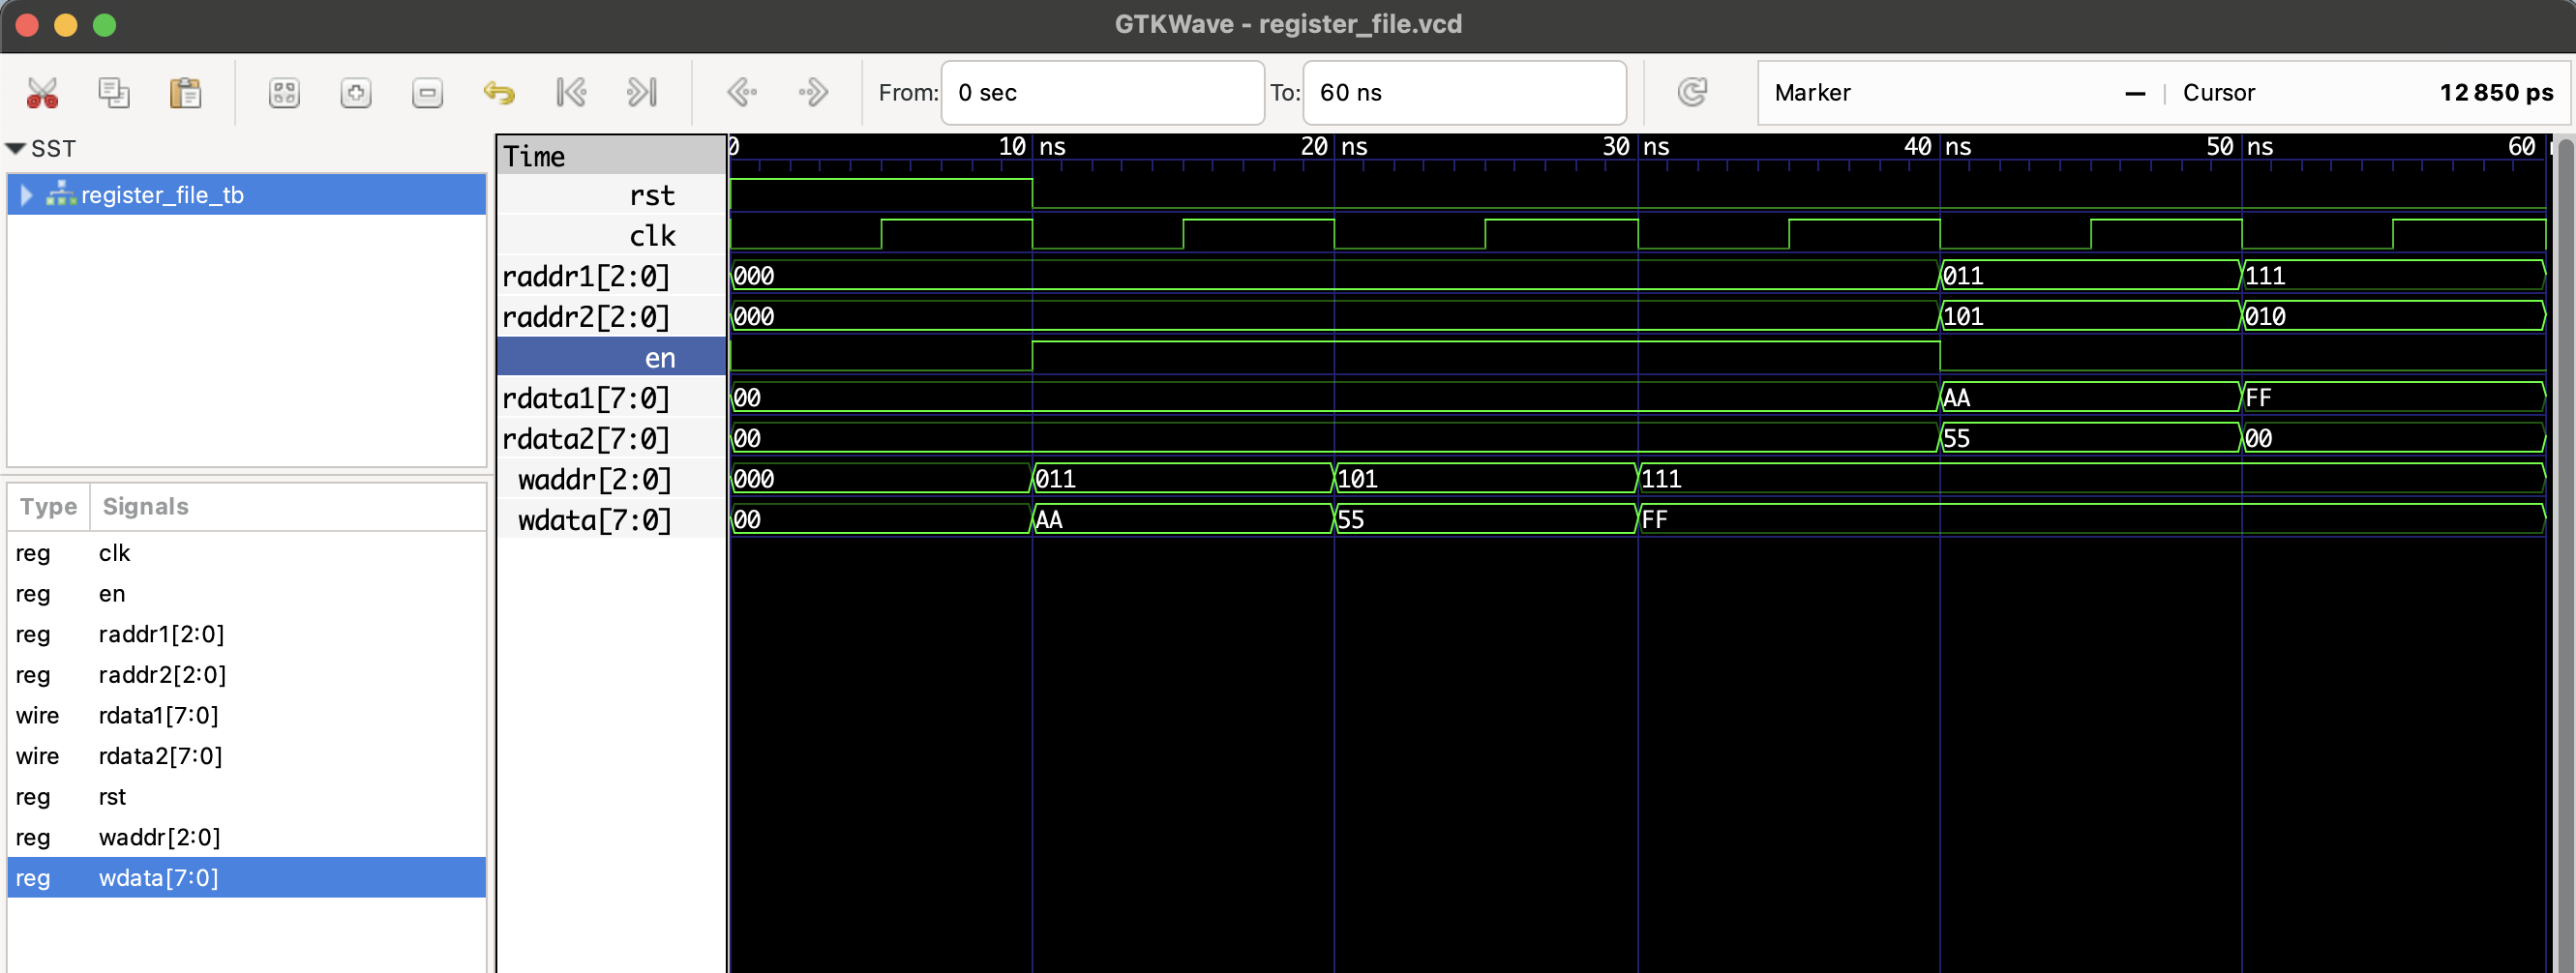 GTKWave - register_file.vcd
From: 0 sec To: 60 ns Marker -- | Cursor 12 850 ps
SST
register_file_tb
Type Signals
reg clk
reg en
reg raddr1[2:0]
reg raddr2[2:0]
wire rdata1[7:0]
wire rdata2[7:0]
reg rst
reg waddr[2:0]
reg wdata[7:0]
Time 0 10 ns 20 ns 30 ns 40 ns 50 ns 60
rst
clk
raddr1[2:0] 000 011 111
raddr2[2:0] 000 101 010
en
rdata1[7:0] 00 AA FF
rdata2[7:0] 00 55 00
waddr[2:0] 000 011 101 111
wdata[7:0] 00 AA 55 FF